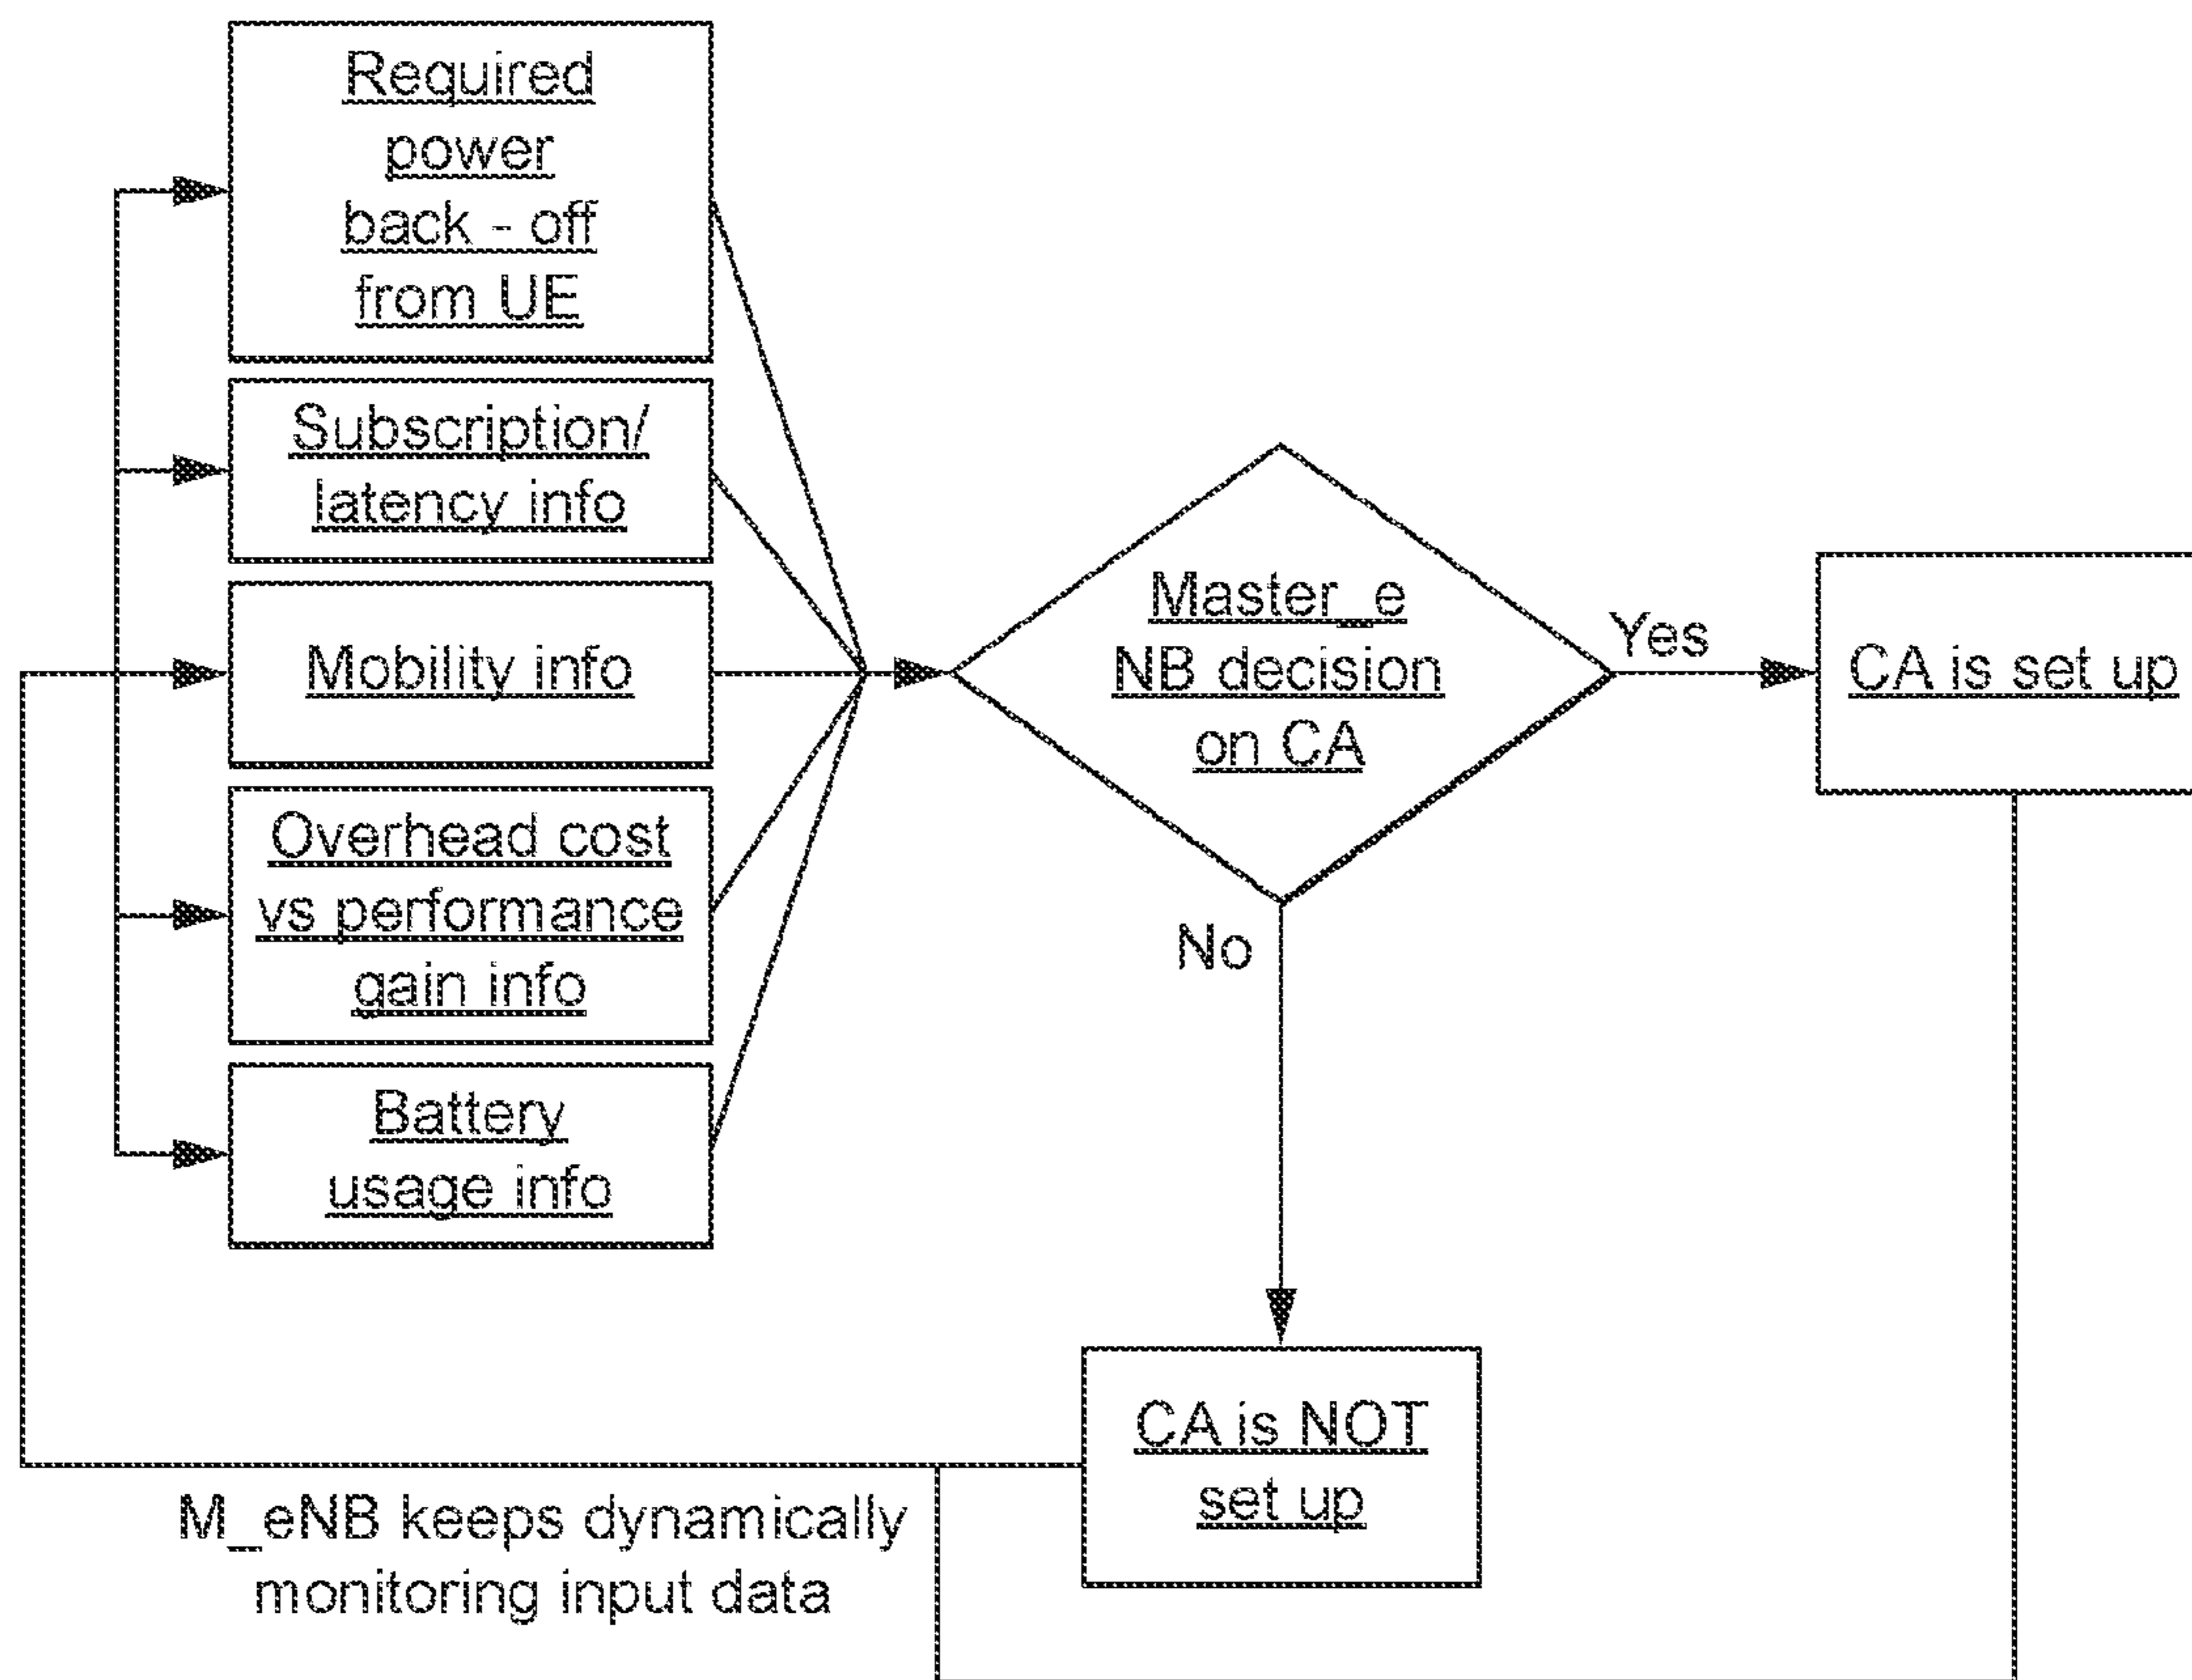 Required
power
back - off
from UE
Subscription/
latency info
Mobility info
Overhead cost
vs performance
gain info
Battery
usage info
Master_e
NB decision
on CA
Yes
CA is set up
No
CA is NOT
set up
M_eNB keeps dynamically
monitoring input data